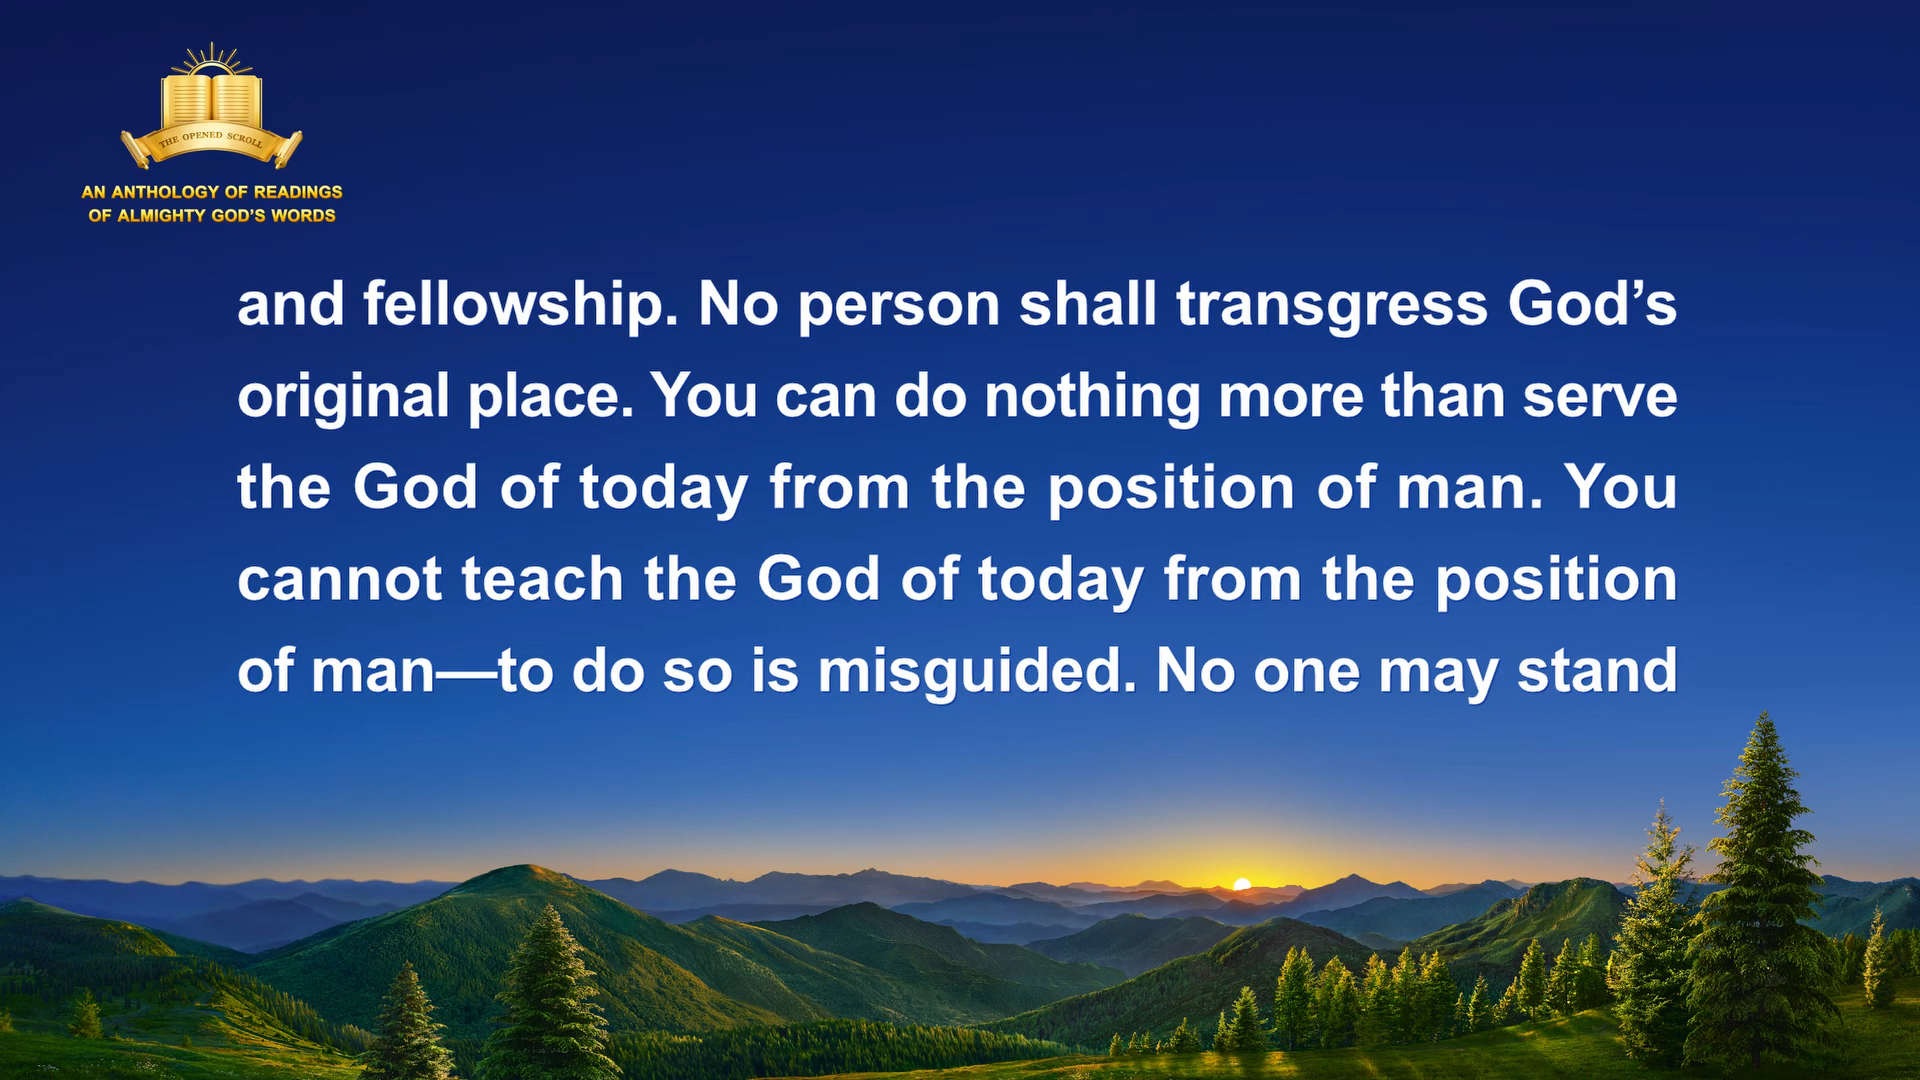 THE OPENED SCROLL
AN ANTHOLOGY OF READINGS
OF ALMIGHTY GOD’S WORDS
and fellowship. No person shall transgress God’s
original place. You can do nothing more than serve
the God of today from the position of man. You
cannot teach the God of today from the position
of man—to do so is misguided. No one may stand